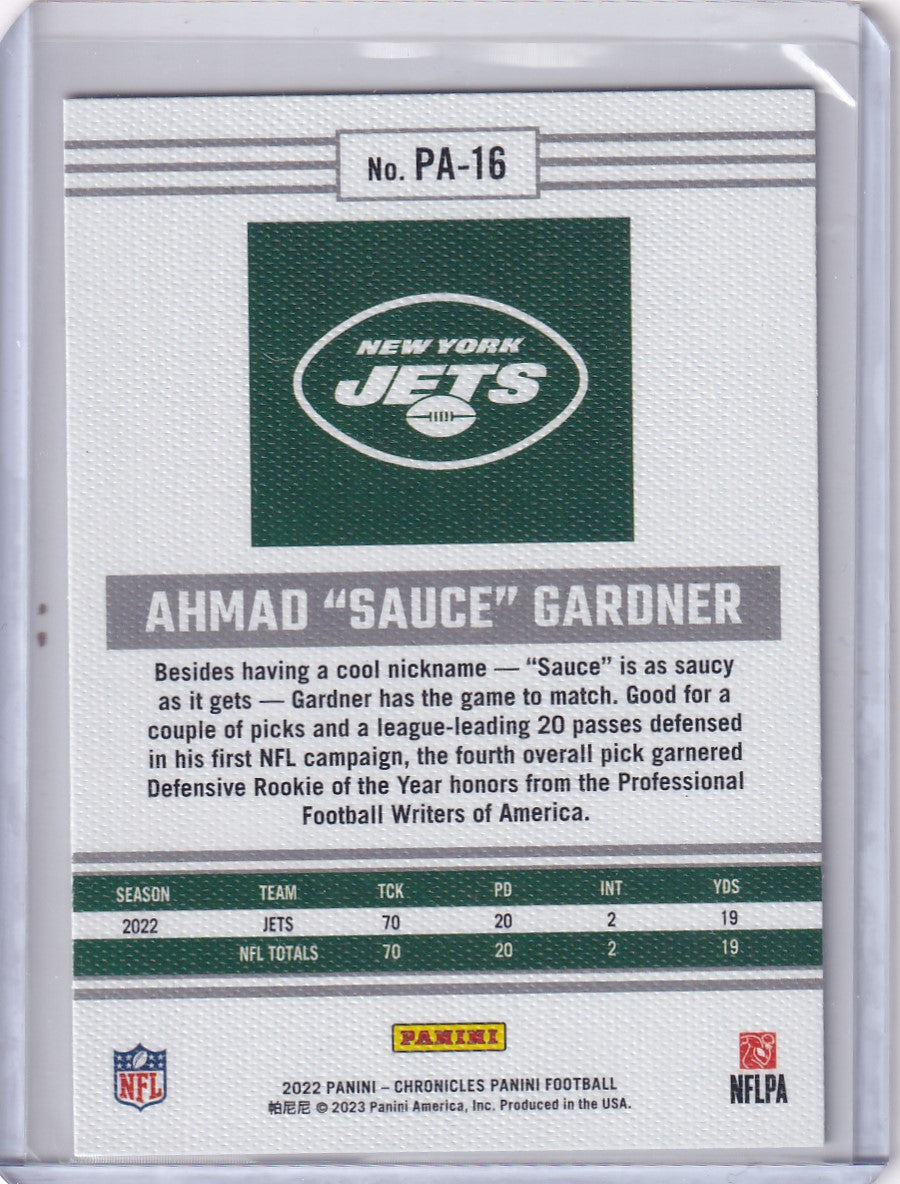 No. PA-16
NEW YORK
JETS
AHMAD “SAUCE” GARDNER
Besides having a cool nickname — “Sauce” is as saucy
as it gets — Gardner has the game to match. Good for a
couple of picks and a league-leading 20 passes defensed
in his first NFL campaign, the fourth overall pick garnered
Defensive Rookie of the Year honors from the Professional
Football Writers of America.
SEASON TEAM TCK PD INT YDS
2022 JETS 70 20 2 19
NFL TOTALS 70 20 2 19
PANINI
NFL
NFLPA
2022 PANINI – CHRONICLES PANINI FOOTBALL
帕尼尼 © 2023 Panini America, Inc. Produced in the USA.